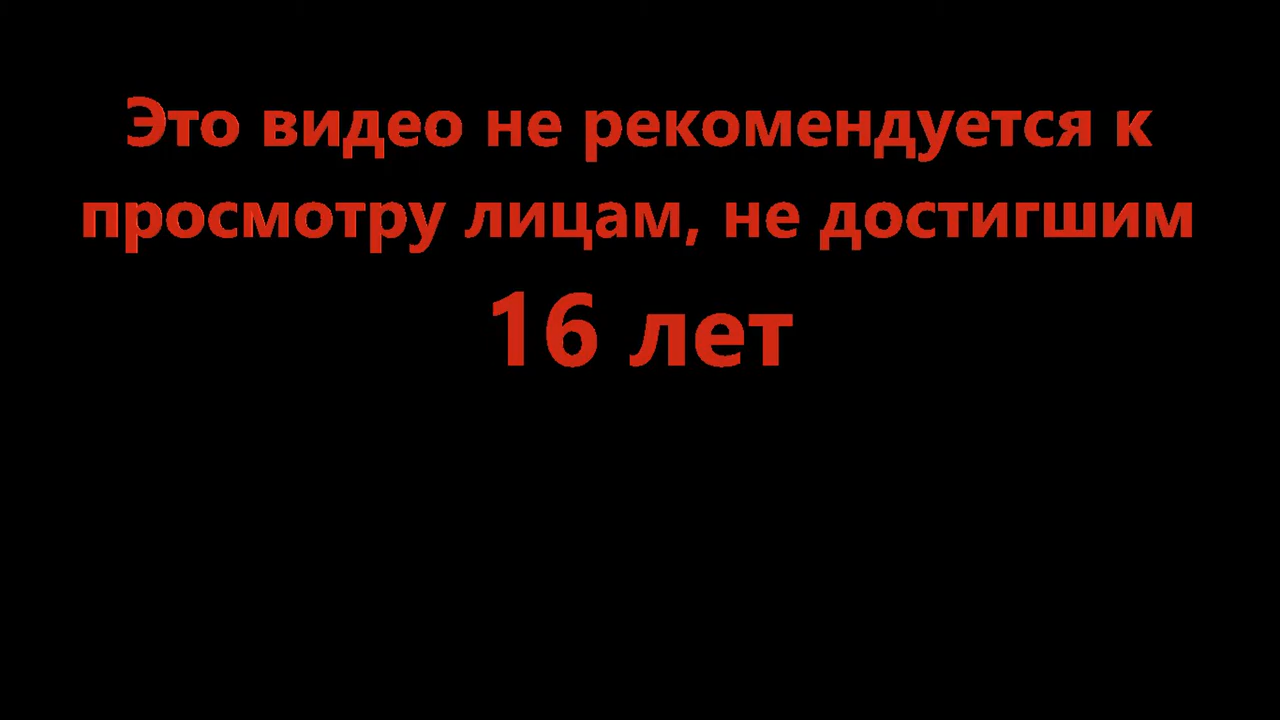 Это видео не рекомендуется к
просмотру лицам, не достигшим
16 лет